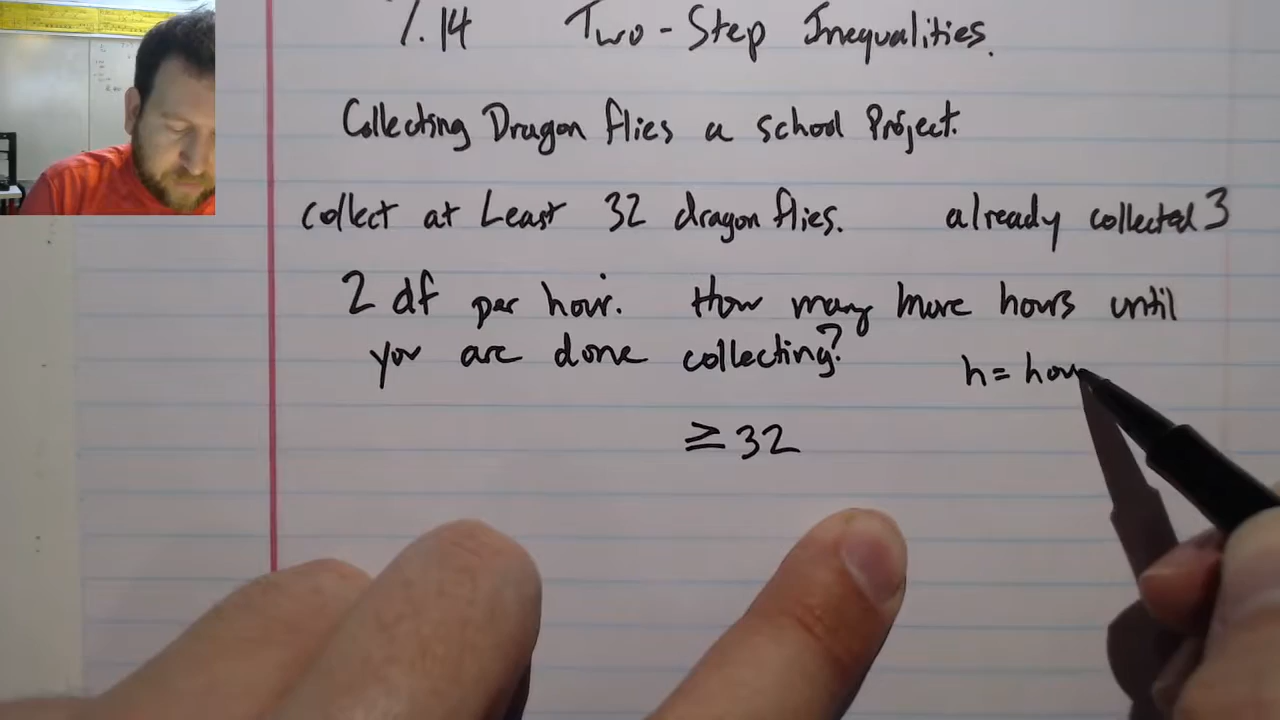 7.14 Two-Step Inequalities.
Collecting Dragon flies a school Project.
collect at Least 32 dragon flies. already collected 3
2 df per hour. How many more hours until
you are done collecting?
h = hou
≥ 32